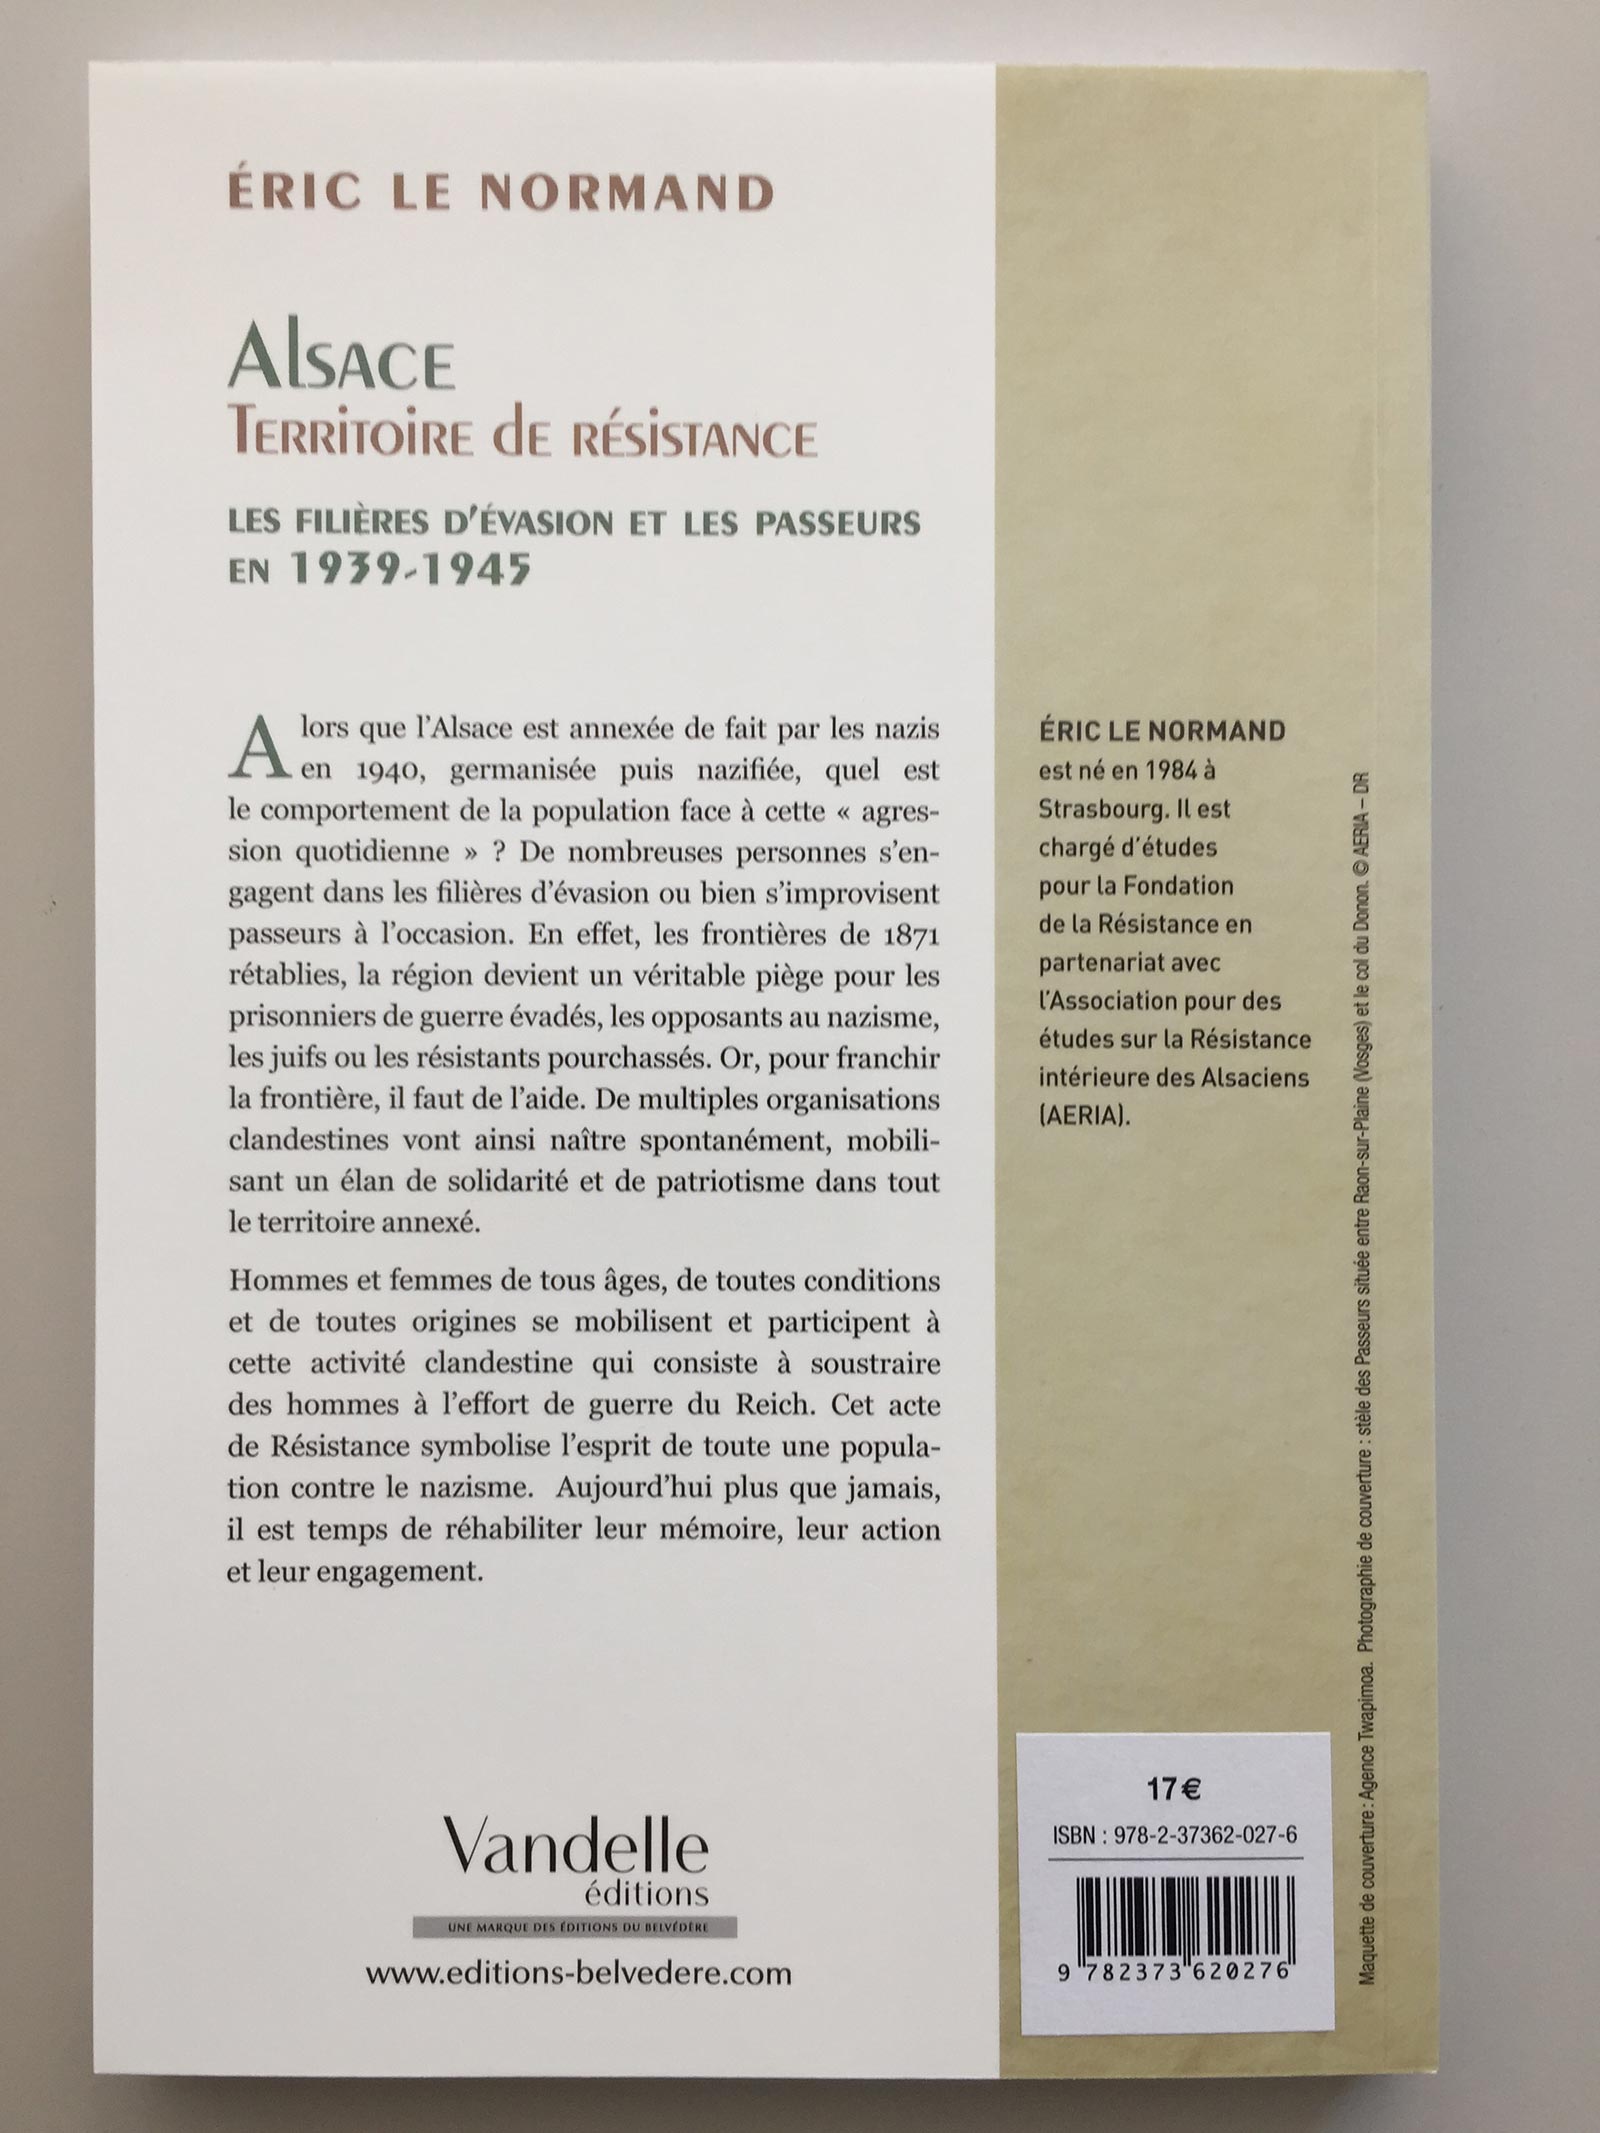 ÉRIC LE NORMAND
ALSACE
TERRITOIRE DE RÉSISTANCE
LES FILIÈRES D'ÉVASION ET LES PASSEURS
EN 1939-1945
Alors que l'Alsace est annexée de fait par les nazis
en 1940, germanisée puis nazifiée, quel est
le comportement de la population face à cette « agres-
sion quotidienne » ? De nombreuses personnes s'en-
gagent dans les filières d'évasion ou bien s'improvisent
passeurs à l'occasion. En effet, les frontières de 1871
rétablies, la région devient un véritable piège pour les
prisonniers de guerre évadés, les opposants au nazisme,
les juifs ou les résistants pourchassés. Or, pour franchir
la frontière, il faut de l'aide. De multiples organisations
clandestines vont ainsi naître spontanément, mobili-
sant un élan de solidarité et de patriotisme dans tout
le territoire annexé.
Hommes et femmes de tous âges, de toutes conditions
et de toutes origines se mobilisent et participent à
cette activité clandestine qui consiste à soustraire
des hommes à l'effort de guerre du Reich. Cet acte
de Résistance symbolise l'esprit de toute une popula-
tion contre le nazisme. Aujourd'hui plus que jamais,
il est temps de réhabiliter leur mémoire, leur action
et leur engagement.
Vandelle
éditions
UNE MARQUE DES ÉDITIONS DU BELVÉDÈRE
www.editions-belvedere.com
ÉRIC LE NORMAND
est né en 1984 à
Strasbourg. Il est
chargé d'études
pour la Fondation
de la Résistance en
partenariat avec
l'Association pour des
études sur la Résistance
intérieure des Alsaciens
(AERIA).
17€
ISBN : 978-2-37362-027-6
9 782373 620276
Maquette de couverture : Agence Twapimoa. Photographie de couverture : stèle des Passeurs située entre Raon-sur-Plaine (Vosges) et le col du Donon. © AERIA – DR